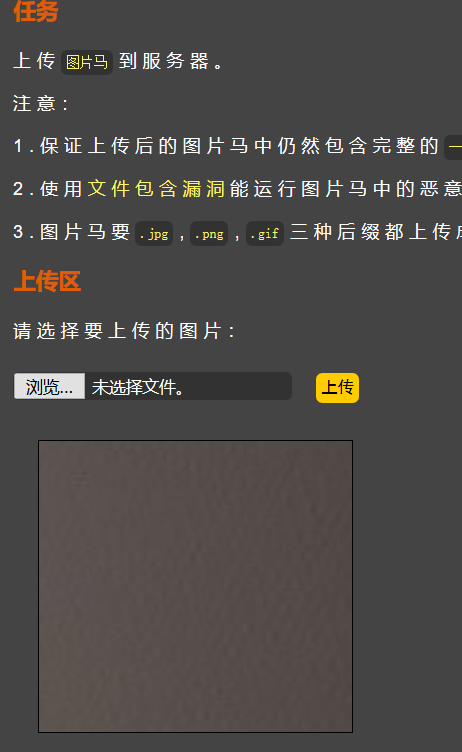 任务
上传 图片马 到服务器。
注意:
1.保证上传后的图片马中仍然包含完整的
2.使用文件包含漏洞能运行图片马中的恶意
3.图片马要 .jpg , .png , .gif 三种后缀都上传
上传区
请选择要上传的图片:
浏览... 未选择文件。 上传